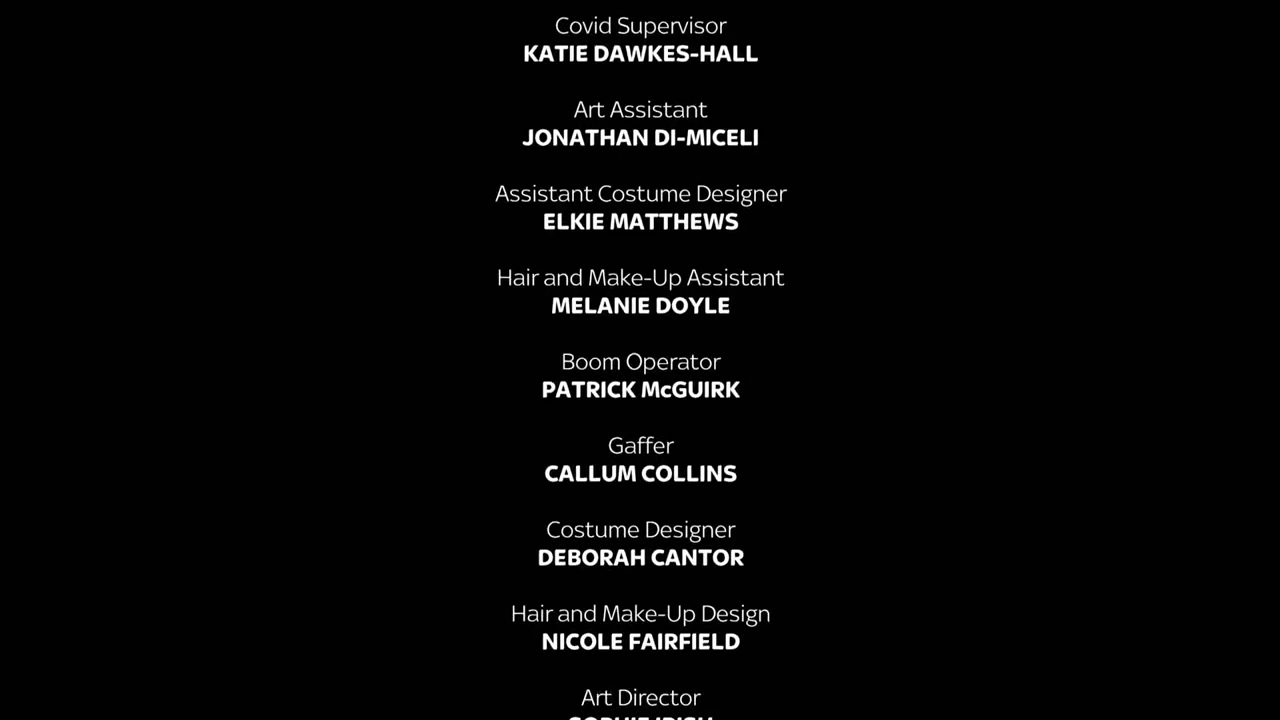 Covid Supervisor
KATIE DAWKES-HALL
Art Assistant
JONATHAN DI-MICELI
Assistant Costume Designer
ELKIE MATTHEWS
Hair and Make-Up Assistant
MELANIE DOYLE
Boom Operator
PATRICK McGUIRK
Gaffer
CALLUM COLLINS
Costume Designer
DEBORAH CANTOR
Hair and Make-Up Design
NICOLE FAIRFIELD
Art Director